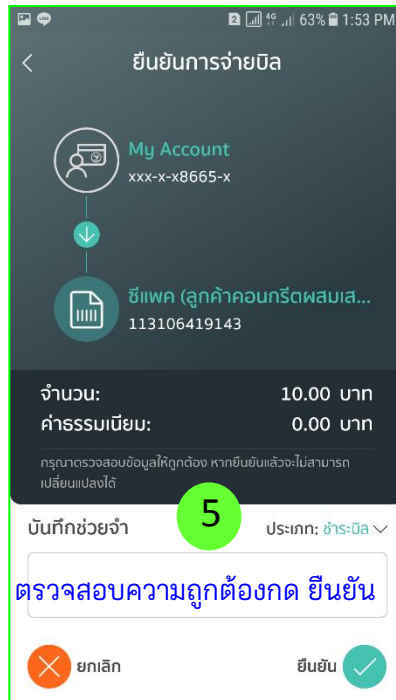 2 4G 63% 1:53 PM
ยืนยันการจ่ายบิล
My Account
xxx-x-x8665-x
ซีแพค (ลูกค้าคอนกรีตผสมเส...
113106419143
จำนวน: 10.00 บาท
ค่าธรรมเนียม: 0.00 บาท
กรุณาตรวจสอบข้อมูลให้ถูกต้อง หากยืนยันแล้วจะไม่สามารถ
เปลี่ยนแปลงได้
5
บันทึกช่วยจำ ประเภท: ชำระบิล
ตรวจสอบความถูกต้องกด ยืนยัน
ยกเลิก ยืนยัน